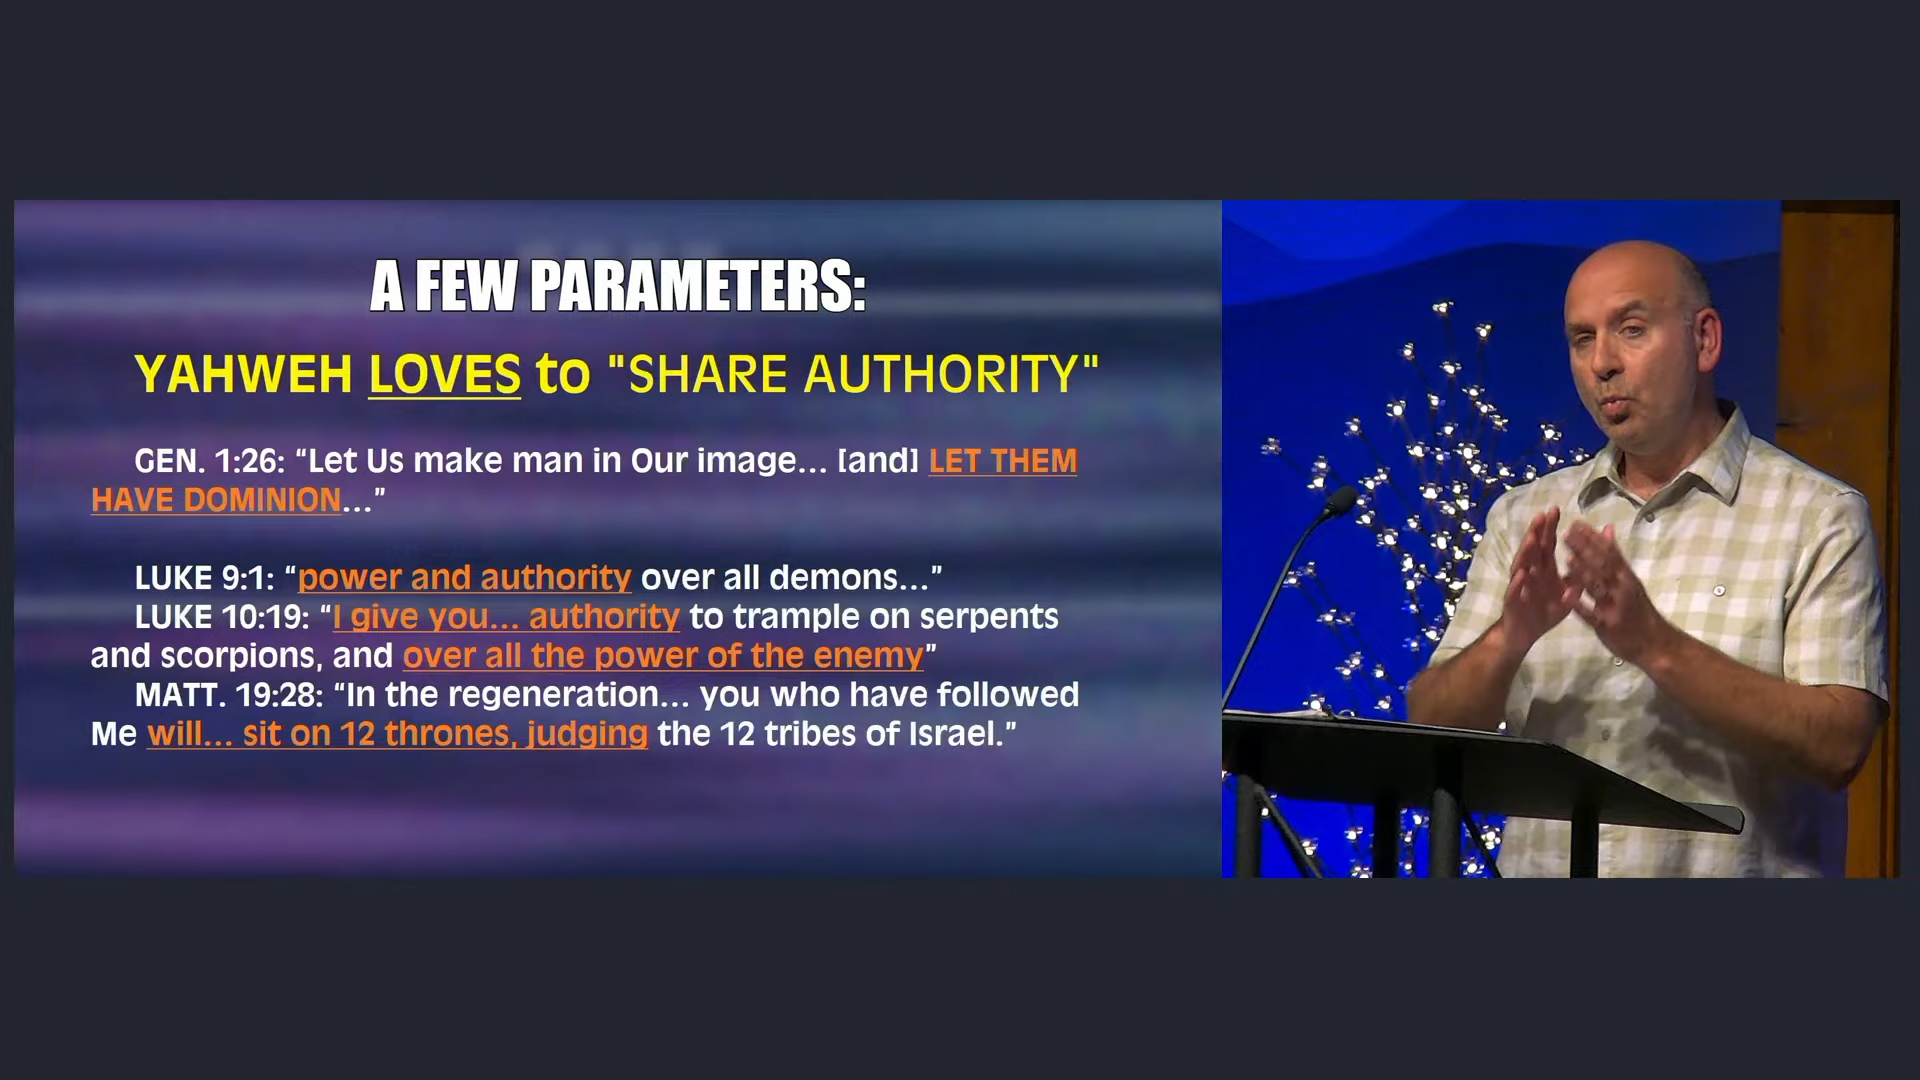 A FEW PARAMETERS:
YAHWEH LOVES to "SHARE AUTHORITY"
GEN. 1:26: “Let Us make man in Our image... [and] LET THEM
HAVE DOMINION...”
LUKE 9:1: “power and authority over all demons...”
LUKE 10:19: “I give you... authority to trample on serpents
and scorpions, and over all the power of the enemy”
MATT. 19:28: “In the regeneration... you who have followed
Me will... sit on 12 thrones, judging the 12 tribes of Israel.”